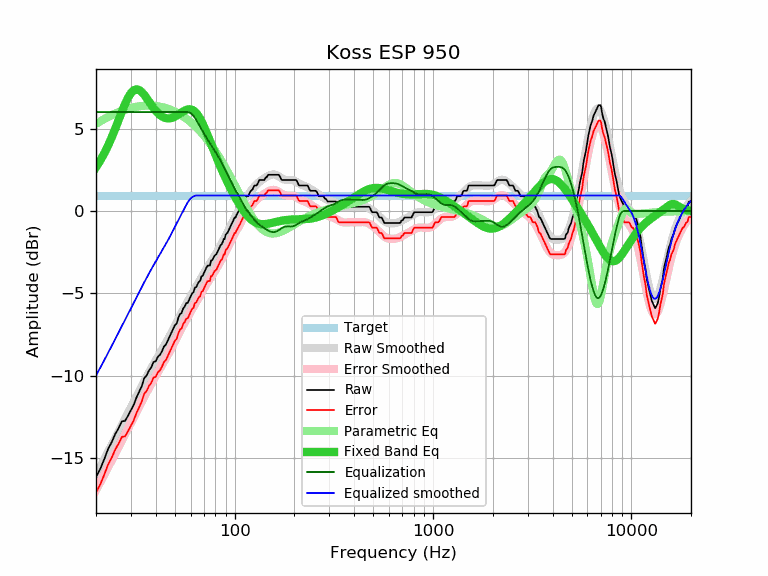 Koss ESP 950
Amplitude (dBr)
5
0
−5
−10
−15
Target
Raw Smoothed
Error Smoothed
Raw
Error
Parametric Eq
Fixed Band Eq
Equalization
Equalized smoothed
100
1000
10000
Frequency (Hz)